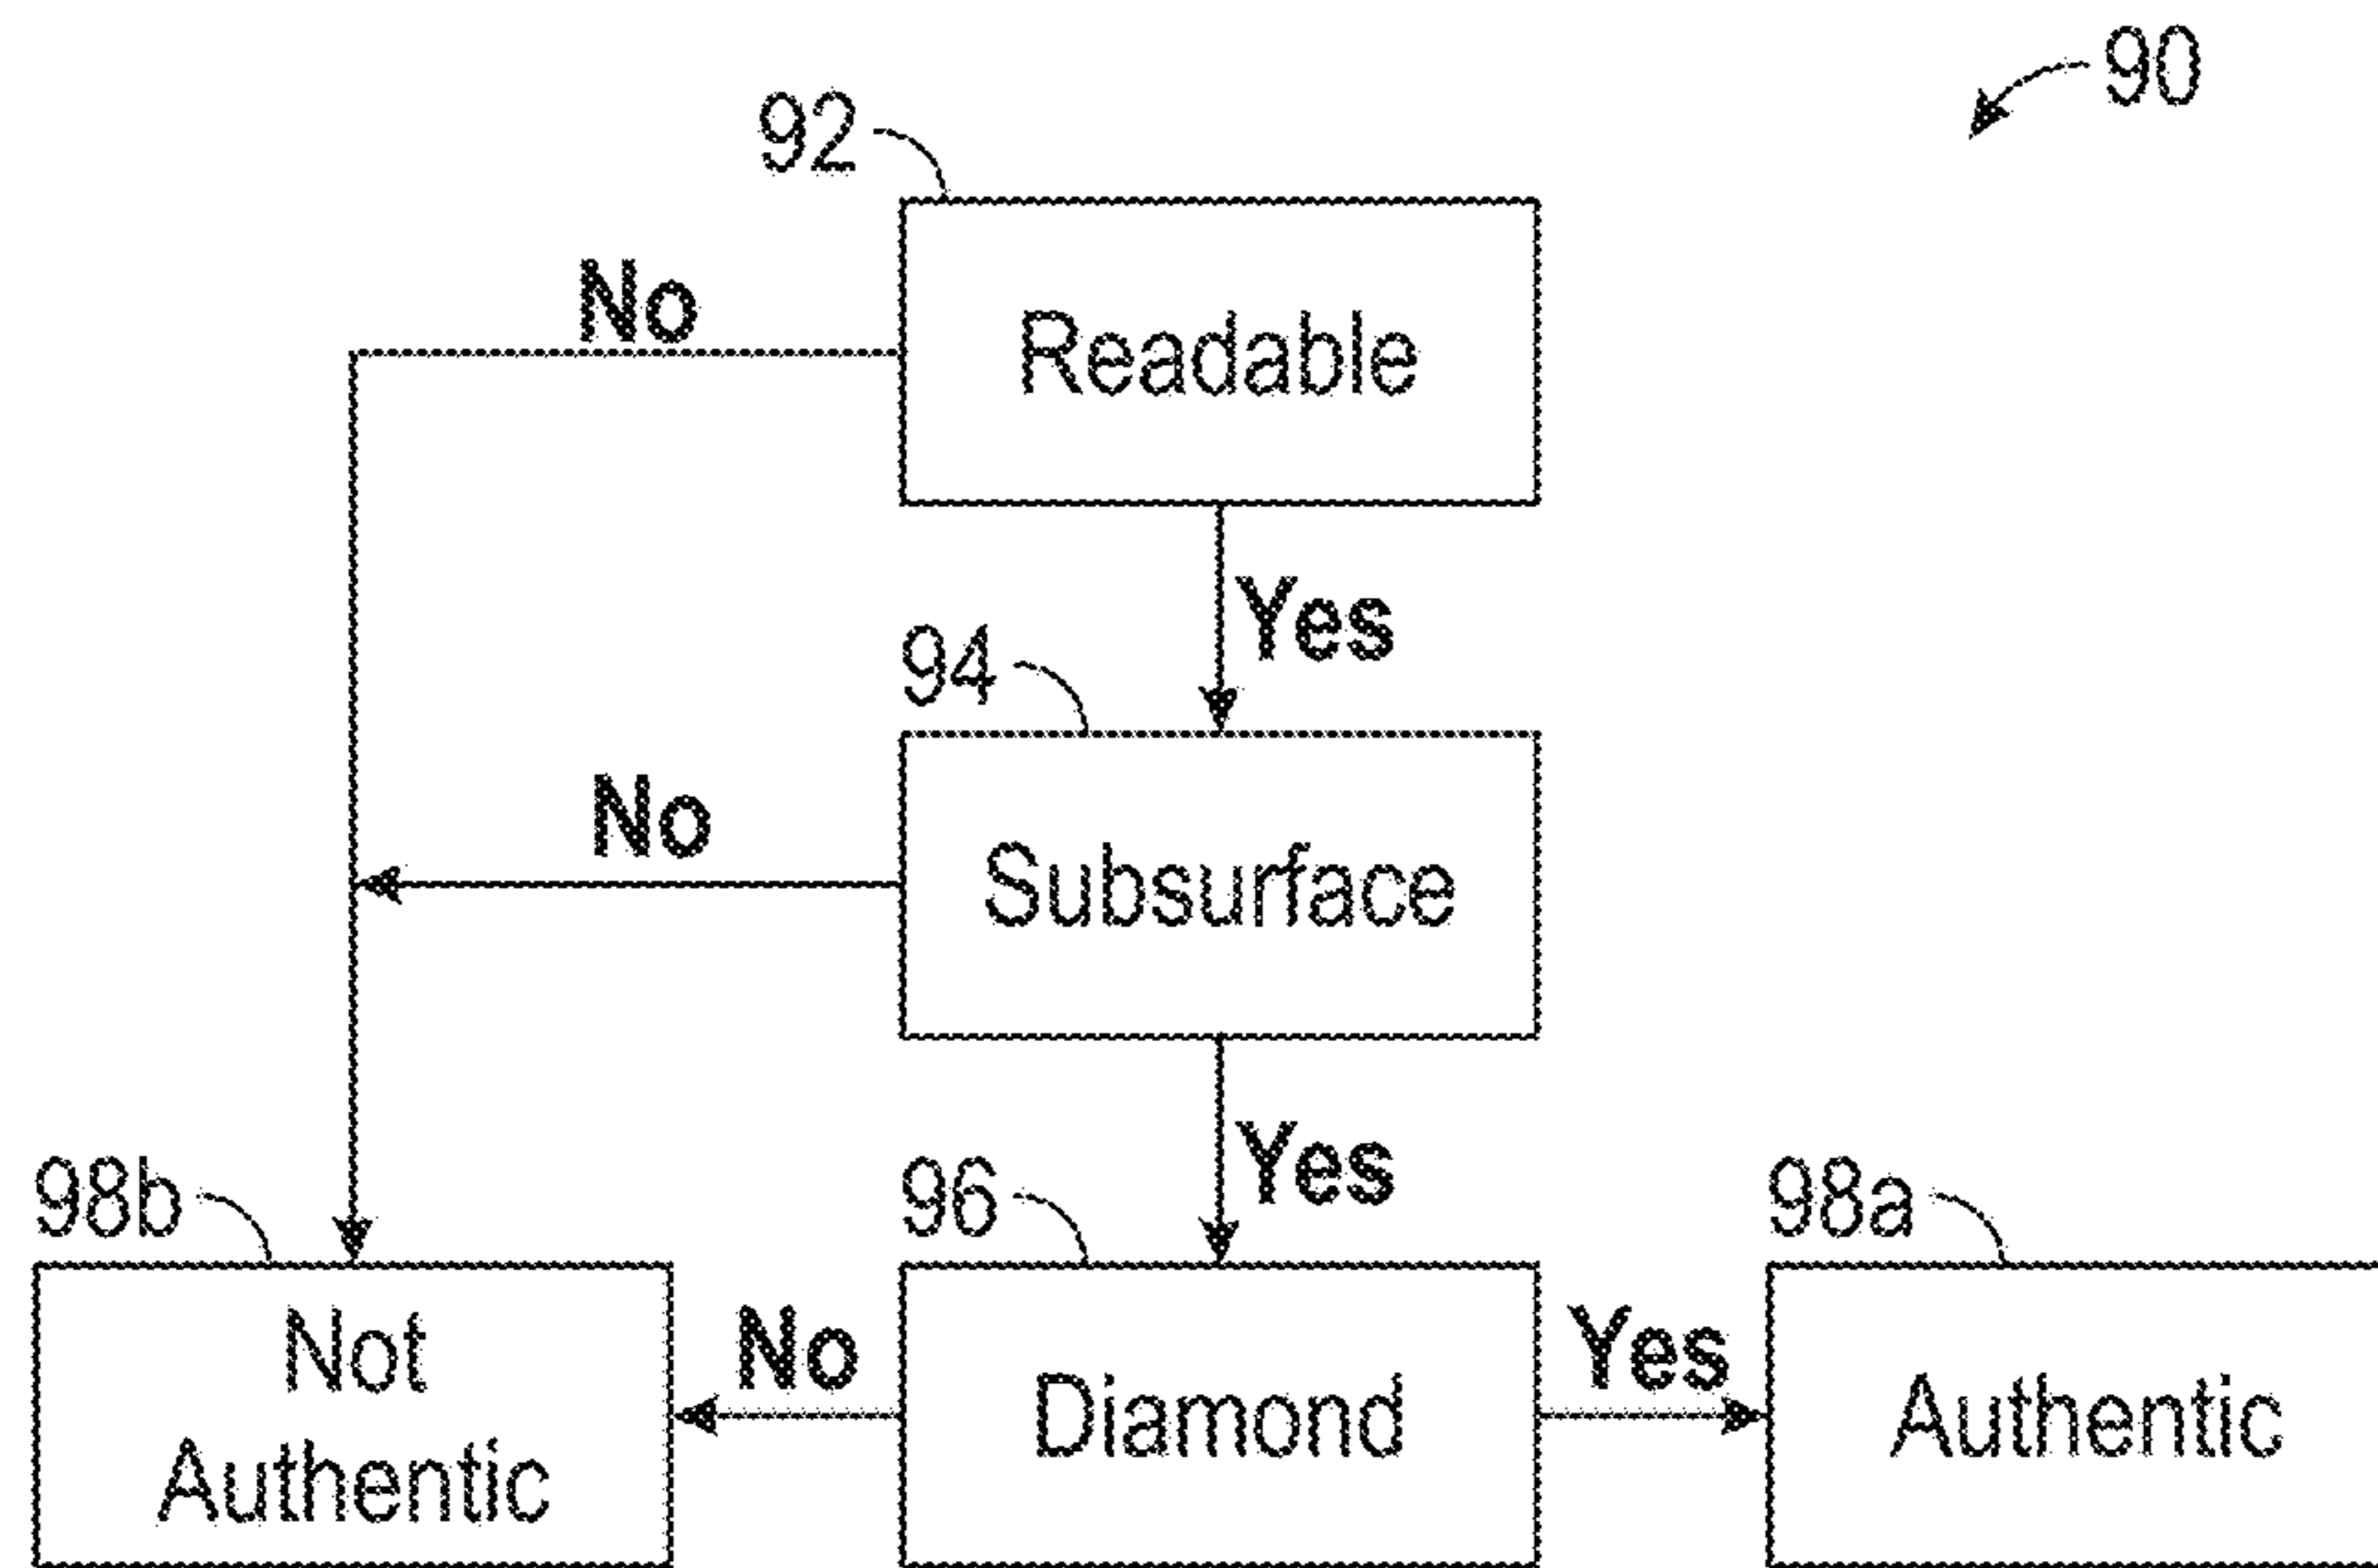 90
92
No
Readable
Yes
94
No
Subsurface
Yes
98b
96
98a
Not
Authentic
No
Diamond
Yes
Authentic